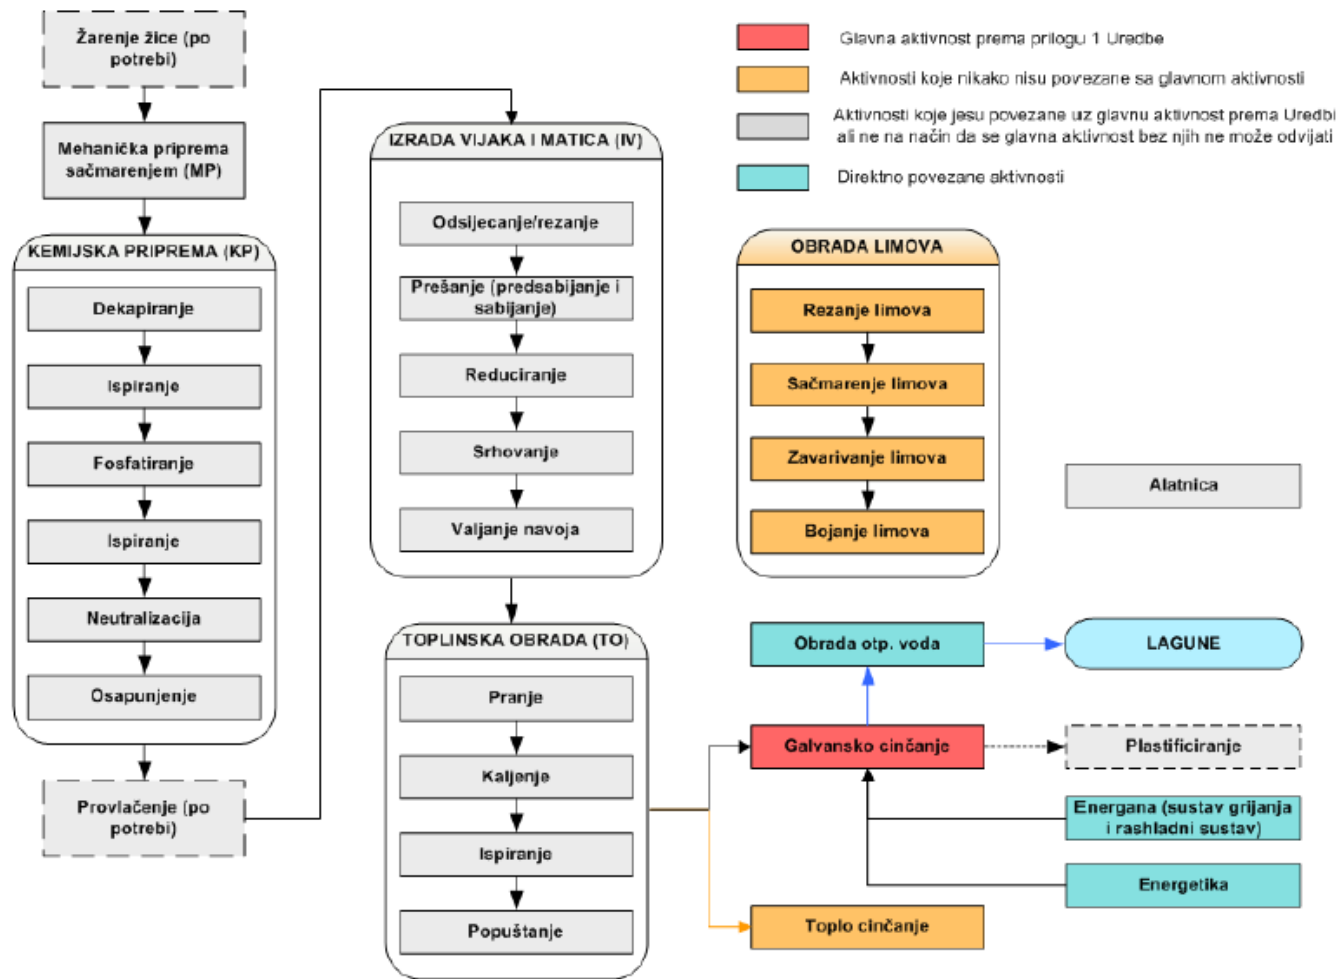 Žarenje žice (po
potrebi)
Mehanička priprema
sačmarenjem (MP)
KEMIJSKA PRIPREMA (KP)
Dekapiranje
Ispiranje
Fosfatiranje
Ispiranje
Neutralizacija
Osapunjenje
Provlačenje (po
potrebi)
IZRADA VIJAKA I MATICA (IV)
Odsijecanje/rezanje
Prešanje (predsabijanje i
sabijanje)
Reduciranje
Srhovanje
Valjanje navoja
TOPLINSKA OBRADA (TO)
Pranje
Kaljenje
Ispiranje
Popuštanje
Glavna aktivnost prema prilogu 1 Uredbe
Aktivnosti koje nikako nisu povezane sa glavnom aktivnosti
Aktivnosti koje jesu povezane uz glavnu aktivnost prema Uredbi
ali ne na način da se glavna aktivnost bez njih ne može odvijati
Direktno povezane aktivnosti
OBRADA LIMOVA
Rezanje limova
Sačmarenje limova
Zavarivanje limova
Bojanje limova
Alatnica
Obrada otp. voda
LAGUNE
Galvansko cinčanje
Plastificiranje
Energana (sustav grijanja
i rashladni sustav)
Energetika
Toplo cinčanje